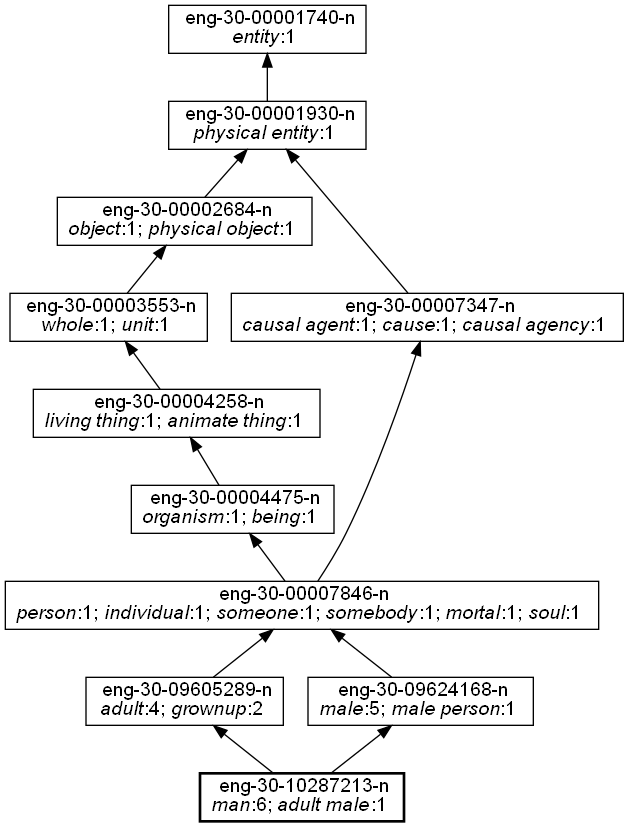 eng-30-00001740-n
entity:1
eng-30-00001930-n
physical entity:1
eng-30-00002684-n
object:1; physical object:1
eng-30-00003553-n
whole:1; unit:1
eng-30-00007347-n
causal agent:1; cause:1; causal agency:1
eng-30-00004258-n
living thing:1; animate thing:1
eng-30-00004475-n
organism:1; being:1
eng-30-00007846-n
person:1; individual:1; someone:1; somebody:1; mortal:1; soul:1
eng-30-09605289-n
adult:4; grownup:2
eng-30-09624168-n
male:5; male person:1
eng-30-10287213-n
man:6; adult male:1